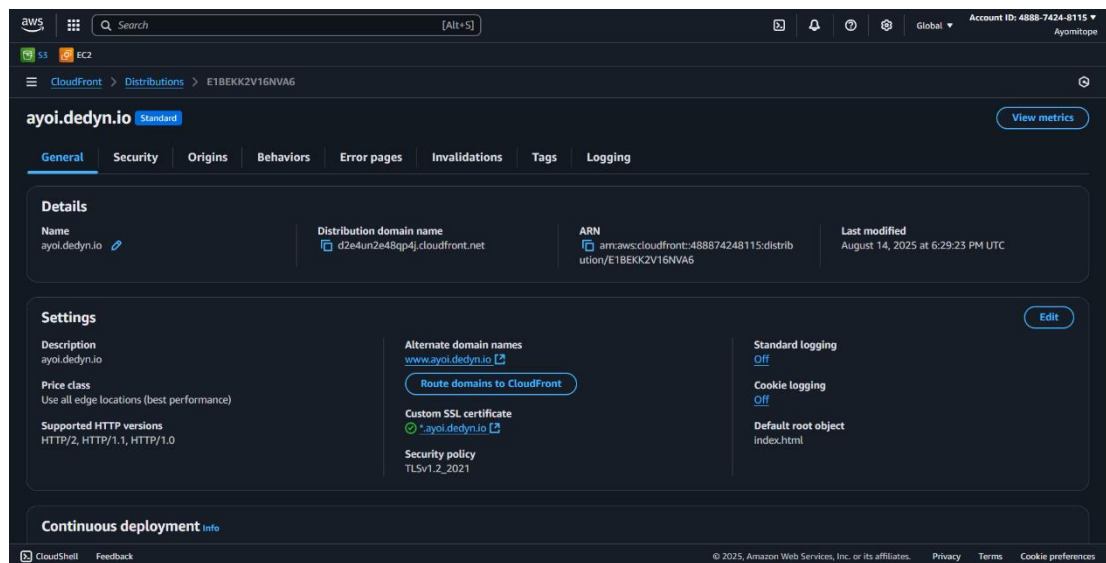 aws
Search [Alt+S]
Global ▼
Account ID: 4888-7424-8115 ▼
Ayomitope
S3 EC2
CloudFront > Distributions > E1BEKK2V16NVA6
ayoi.dedyn.io Standard
View metrics
General Security Origins Behaviors Error pages Invalidations Tags Logging
Details
Name
ayoi.dedyn.io
Distribution domain name
d2e4un2e48qp4j.cloudfront.net
ARN
arn:aws:cloudfront::488874248115:distrib
ution/E1BEKK2V16NVA6
Last modified
August 14, 2025 at 6:29:23 PM UTC
Settings
Edit
Description
ayoi.dedyn.io
Price class
Use all edge locations (best performance)
Supported HTTP versions
HTTP/2, HTTP/1.1, HTTP/1.0
Alternate domain names
www.ayoi.dedyn.io
Route domains to CloudFront
Custom SSL certificate
*.ayoi.dedyn.io
Security policy
TLSv1.2_2021
Standard logging
Off
Cookie logging
Off
Default root object
index.html
Continuous deployment Info
CloudShell Feedback
© 2025, Amazon Web Services, Inc. or its affiliates. Privacy Terms Cookie preferences